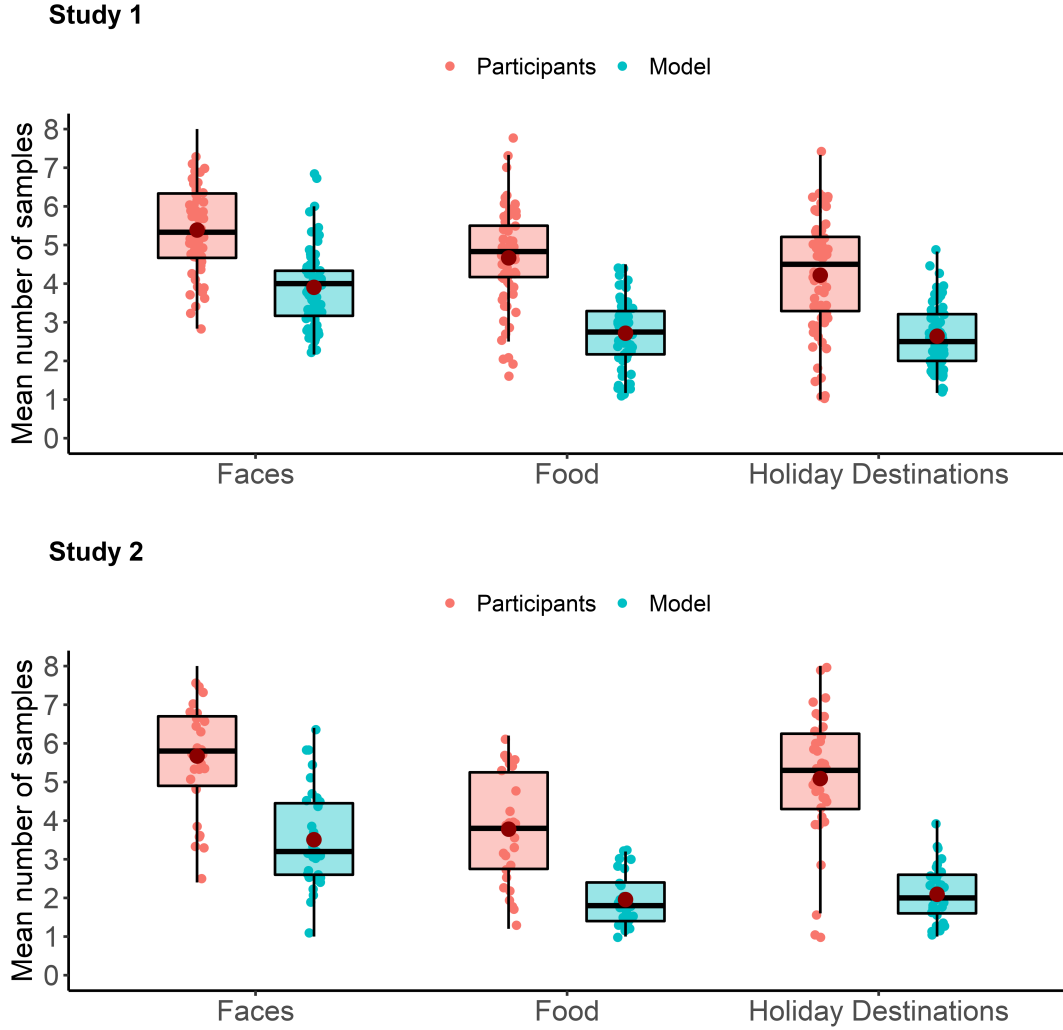 Study 1
Participants Model
Mean number of samples
8
7
6
5
4
3
2
1
0
Faces Food Holiday Destinations
Study 2
Participants Model
Mean number of samples
8
7
6
5
4
3
2
1
0
Faces Food Holiday Destinations